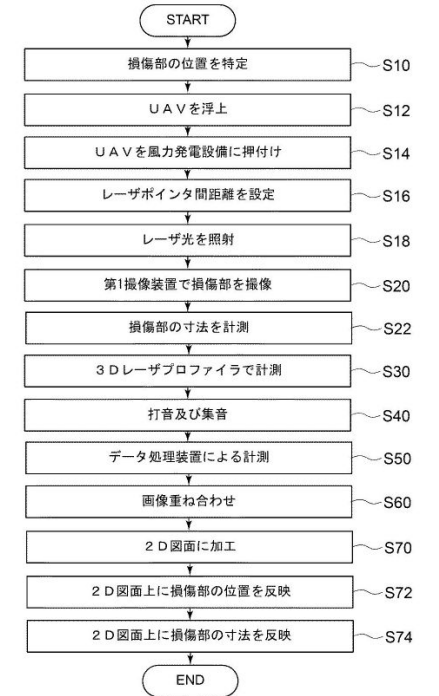 START
損傷部の位置を特定 S10
UAVを浮上 S12
UAVを風力発電設備に押付け S14
レーザポインタ間距離を設定 S16
レーザ光を照射 S18
第1撮像装置で損傷部を撮像 S20
損傷部の寸法を計測 S22
3Dレーザプロファイラで計測 S30
打音及び集音 S40
データ処理装置による計測 S50
画像重ね合わせ S60
2D図面に加工 S70
2D図面上に損傷部の位置を反映 S72
2D図面上に損傷部の寸法を反映 S74
END